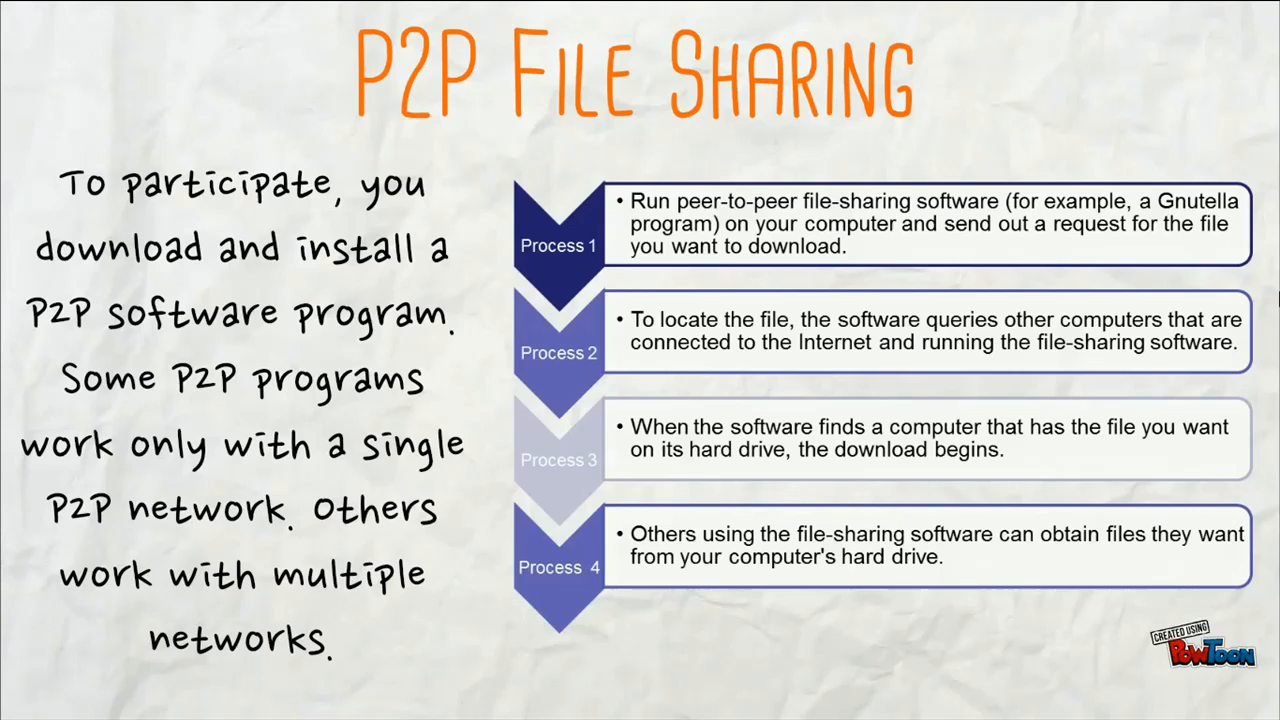 P2P FILE SHARING
To participate, you
download and install a
P2P software program.
Some P2P programs
work only with a single
P2P network. Others
work with multiple
networks.
Process 1
• Run peer-to-peer file-sharing software (for example, a Gnutella
program) on your computer and send out a request for the file
you want to download.
Process 2
• To locate the file, the software queries other computers that are
connected to the Internet and running the file-sharing software.
Process 3
• When the software finds a computer that has the file you want
on its hard drive, the download begins.
Process 4
• Others using the file-sharing software can obtain files they want
from your computer's hard drive.
CREATED USING
POWTOON